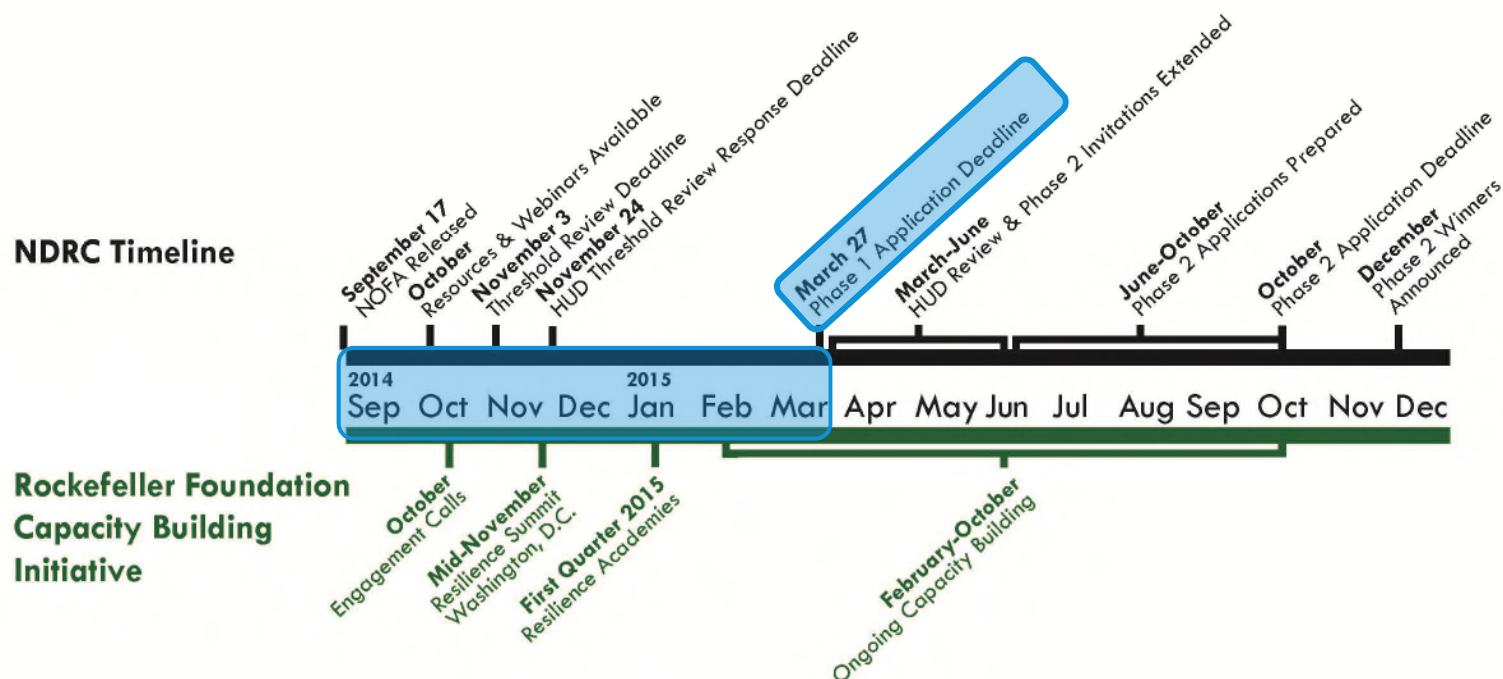 NDRC Timeline
September 17
NOFA Released
October
Resources & Webinars Available
November 3
Threshold Review Deadline
November 24
HUD Threshold Review Response Deadline
March 27
Phase 1 Application Deadline
March-June
HUD Review & Phase 2 Invitations Extended
June-October
Phase 2 Applications Prepared
October
Phase 2 Application Deadline
December
Phase 2 Winners
Announced
2014 2015
Sep Oct Nov Dec Jan Feb Mar Apr May Jun Jul Aug Sep Oct Nov Dec
Rockefeller Foundation
Capacity Building
Initiative
October
Engagement Calls
Mid-November
Resilience Summit
Washington, D.C.
First Quarter 2015
Resilience Academies
February-October
Ongoing Capacity Building